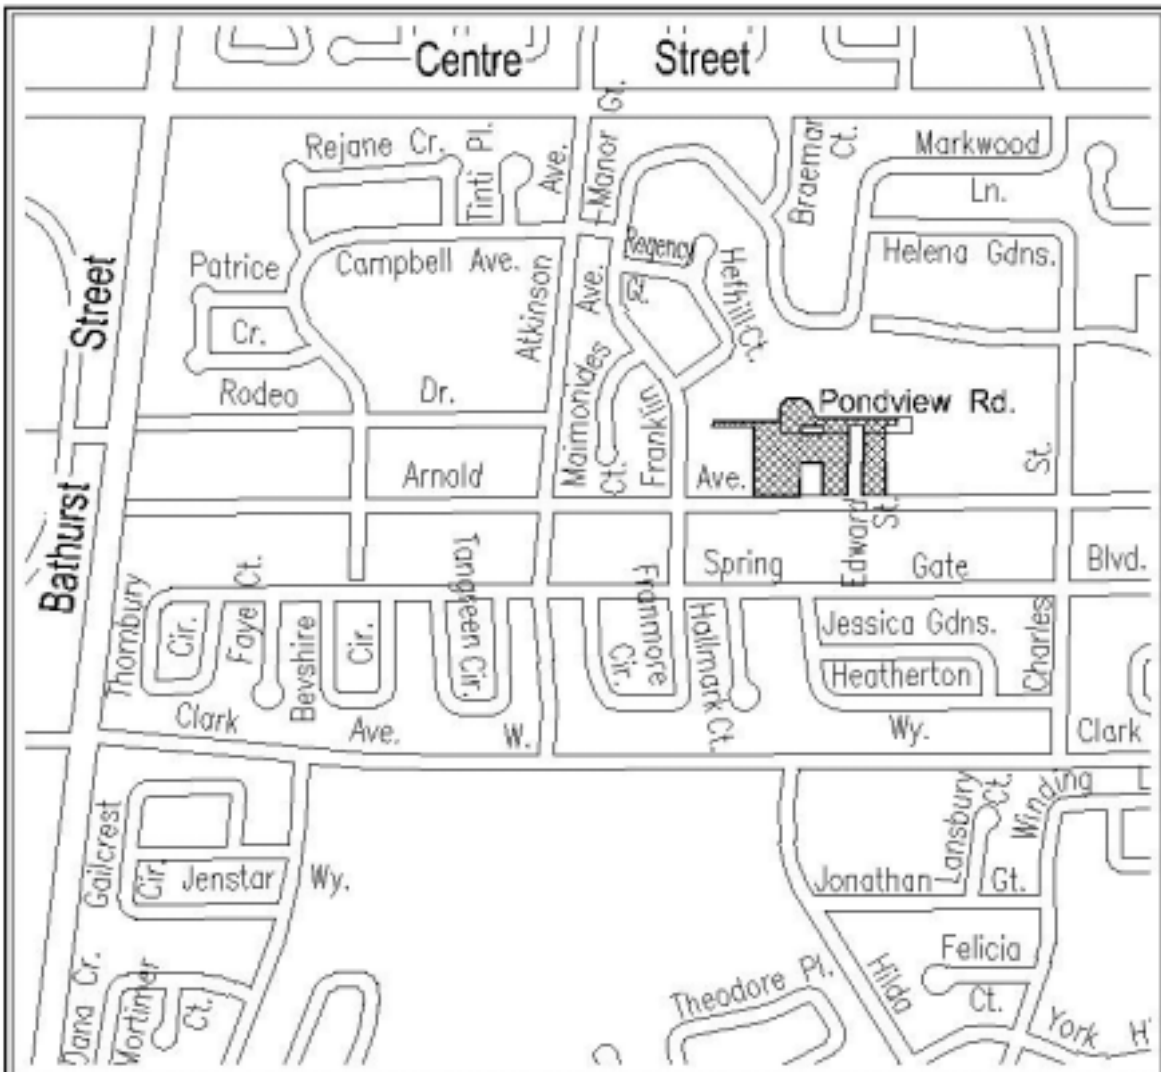 Centre Street
Rejane Cr.
Tinti Pl.
Ave.
Manor Gt.
Braemar Ct.
Markwood Ln.
Patrice
Campbell Ave.
Regency
Ct.
Hefhill Ct.
Helena Gdns.
Street
Cr.
Atkinson
Ave.
Rodeo Dr.
Maimonides
Ct.
Franklin
Pondview Rd.
Bathurst
Arnold
Ave.
St.
Edward St.
Thornbury
Cir.
Faye Ct.
Bevshire
Cir.
Tangreen Cir.
Spring Gate Blvd.
Franmore
Cir.
Hallmark Ct.
Jessica Gdns.
Heatherton
Wy.
Charles
Clark Ave. W.
Clark
Gailcrest
Cir.
Jenstar Wy.
Lansbury
Ct.
Winding L
Jonathan Gt.
Felicia
Ct.
Hilda
Dana Cr.
Mortimer
Ct.
Theodore Pl.
York H